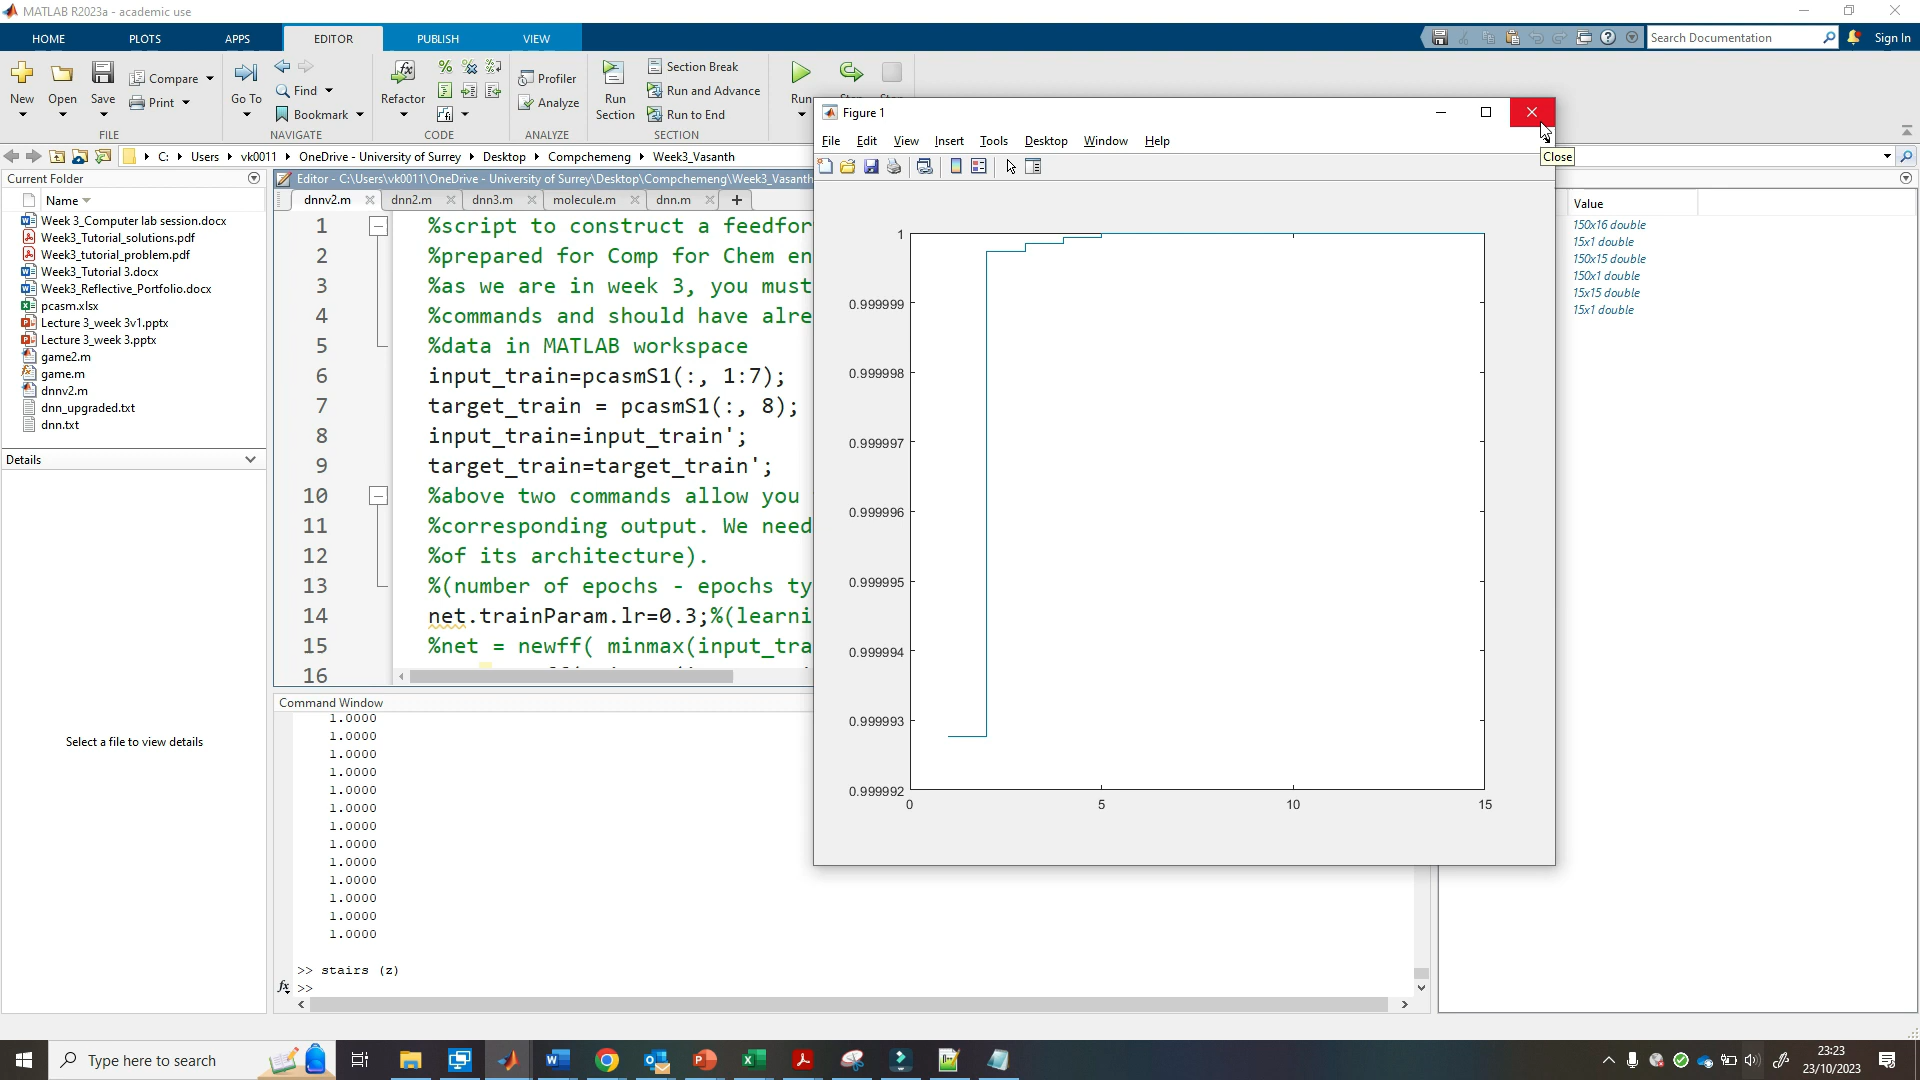 MATLAB R2023a - academic use
HOME PLOTS APPS EDITOR PUBLISH VIEW
Search Documentation
Sign In
New Open Save Compare Print
FILE
Go To Find Bookmark
NAVIGATE
Refactor
CODE
Profiler
Analyze
ANALYZE
Run Section
Section Break
Run and Advance
Run to End
SECTION
Run
C: Users vk0011 OneDrive - University of Surrey Desktop Compchemeng Week3_Vasanth
Current Folder
Name
Week 3_Computer lab session.docx
Week3_Tutorial_solutions.pdf
Week3_tutorial_problem.pdf
Week3_Tutorial 3.docx
Week3_Reflective_Portfolio.docx
pcasm.xlsx
Lecture 3_week 3v1.pptx
Lecture 3_week 3.pptx
game2.m
game.m
dnnv2.m
dnn_upgraded.txt
dnn.txt
Details
Select a file to view details
Editor - C:\Users\vk0011\OneDrive - University of Surrey\Desktop\Compchemeng\Week3_Vasanth
dnnv2.m dnn2.m dnn3.m molecule.m dnn.m
1 %script to construct a feedfor
2 %prepared for Comp for Chem en
3 %as we are in week 3, you must
4 %commands and should have alre
5 %data in MATLAB workspace
6 input_train=pcasmS1(:, 1:7);
7 target_train = pcasmS1(:, 8);
8 input_train=input_train';
9 target_train=target_train';
10 %above two commands allow you
11 %corresponding output. We need
12 %of its architecture).
13 %(number of epochs - epochs ty
14 net.trainParam.lr=0.3;%(learni
15 %net = newff( minmax(input_tra
16
Command Window
1.0000
1.0000
1.0000
1.0000
1.0000
1.0000
1.0000
1.0000
1.0000
1.0000
1.0000
1.0000
1.0000
>> stairs (z)
fx >>
Figure 1
Close
File Edit View Insert Tools Desktop Window Help
1
0.999999
0.999998
0.999997
0.999996
0.999995
0.999994
0.999993
0.999992
0 5 10 15
Value
150x16 double
15x1 double
150x15 double
150x1 double
15x15 double
15x1 double
Type here to search
23:23
23/10/2023